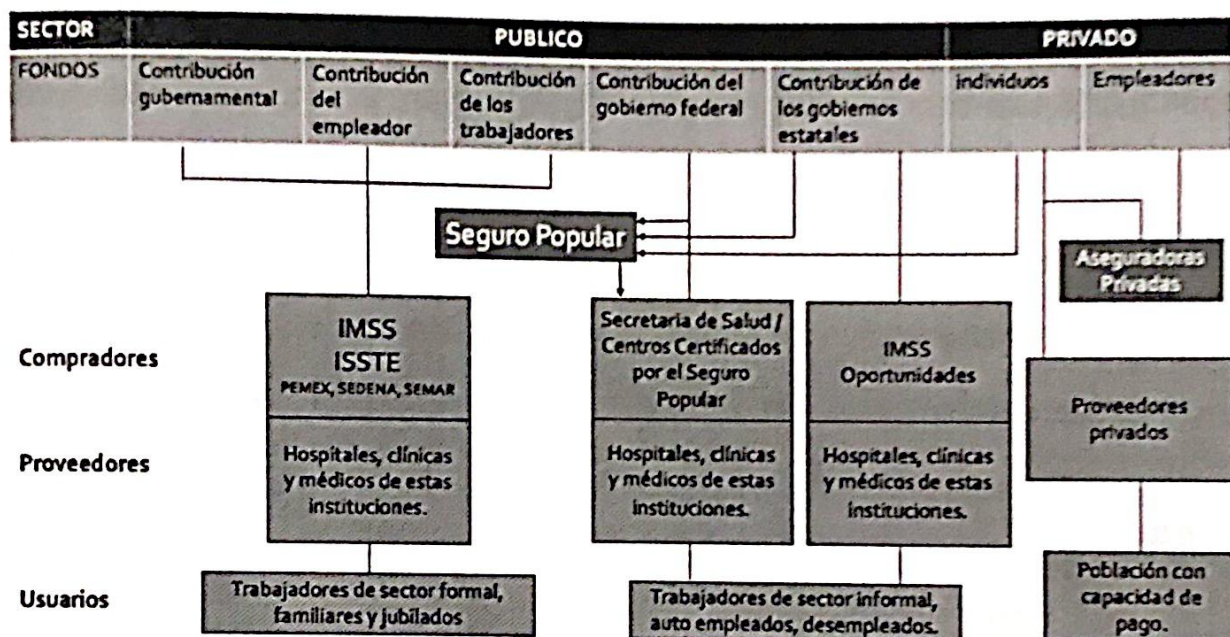 SECTOR PUBLICO PRIVADO
FONDOS
Contribución
gubernamental
Contribución
del
empleador
Contribución
de los
trabajadores
Contribución del
gobierno federal
Contribución de
los gobiernos
estatales
individuos
Empleadores
Seguro Popular
Aseguradoras
Privadas
Compradores
IMSS
ISSTE
PEMEX, SEDENA, SEMAR
Secretaria de Salud /
Centros Certificados
por el Seguro
Popular
IMSS
Oportunidades
Proveedores
privados
Proveedores
Hospitales, clínicas
y médicos de estas
instituciones.
Hospitales, clínicas
y médicos de estas
instituciones.
Hospitales, clínicas
y médicos de estas
instituciones.
Usuarios
Trabajadores de sector formal,
familiares y jubilados
Trabajadores de sector informal,
auto empleados, desempleados.
Población con
capacidad de
pago.